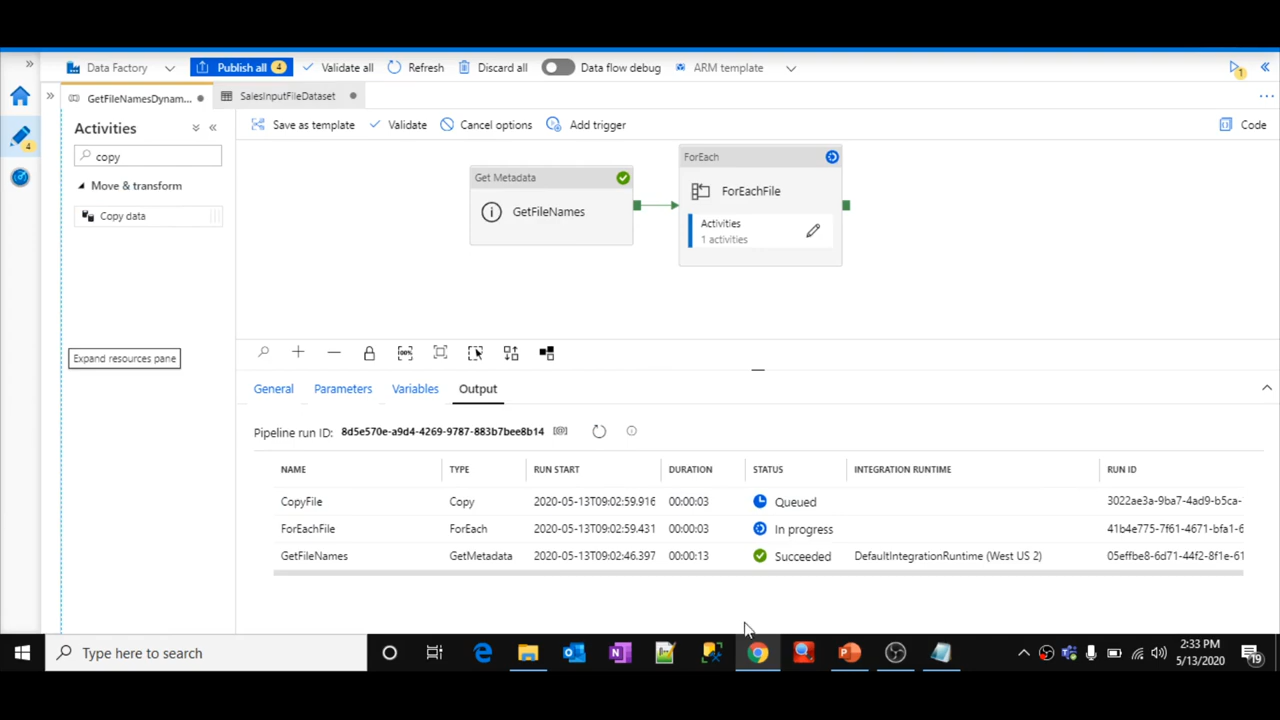 Data Factory Publish all 4 Validate all Refresh Discard all Data flow debug ARM template 1
GetFileNamesDynam... SalesInputFileDataset
Activities
Save as template Validate Cancel options Add trigger Code
copy
Move & transform
Copy data
Get Metadata
GetFileNames
ForEach
ForEachFile
Activities
1 activities
4
Expand resources pane
100%
General Parameters Variables Output
Pipeline run ID: 8d5e570e-a9d4-4269-9787-883b7bee8b14 [@]
NAME TYPE RUN START DURATION STATUS INTEGRATION RUNTIME RUN ID
CopyFile Copy 2020-05-13T09:02:59.916 00:00:03 Queued 3022ae3a-9ba7-4ad9-b5ca-
ForEachFile ForEach 2020-05-13T09:02:59.431 00:00:03 In progress 41b4e775-7f61-4671-bfa1-6
GetFileNames GetMetadata 2020-05-13T09:02:46.397 00:00:13 Succeeded DefaultIntegrationRuntime (West US 2) 05effbe8-6d71-44f2-8f1e-61
Type here to search
2:33 PM
5/13/2020
19